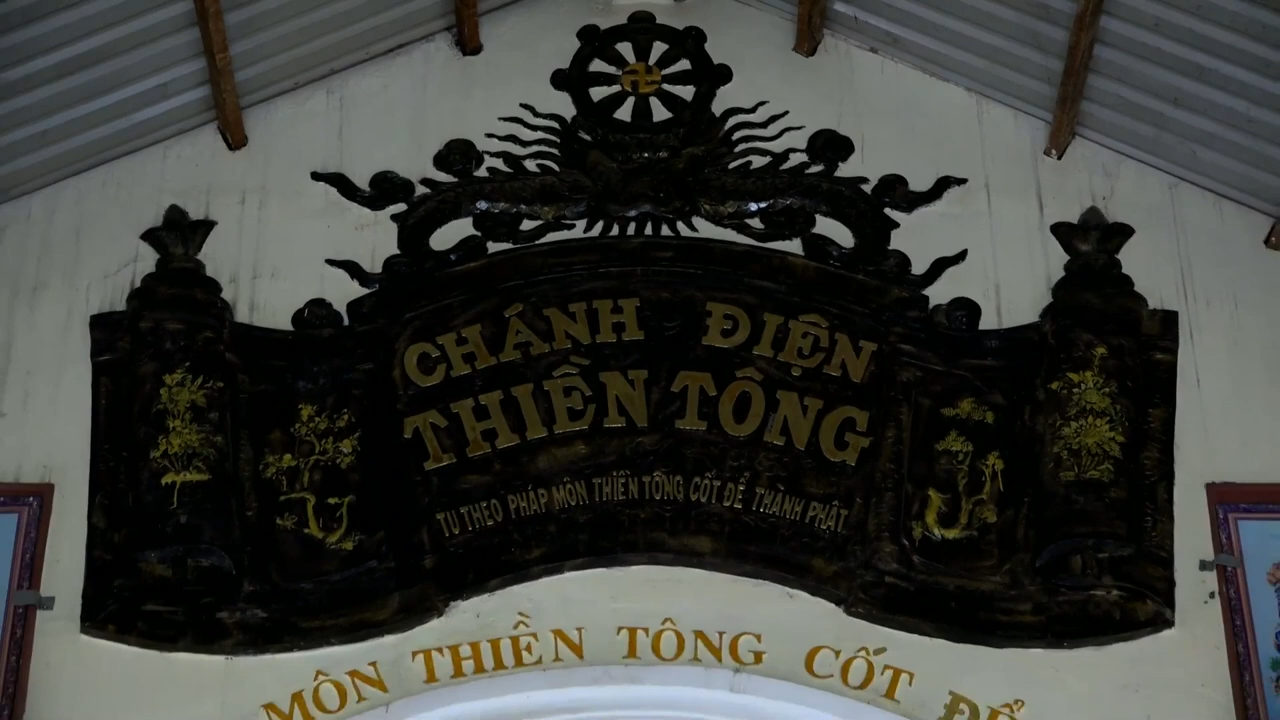 CHÁNH ĐIỆN
THIỀN TÔNG
TU THEO PHÁP MÔN THIỀN TÔNG CỐT ĐỂ THÀNH PHẬT
MÔN THIỀN TÔNG CỐT ĐỂ